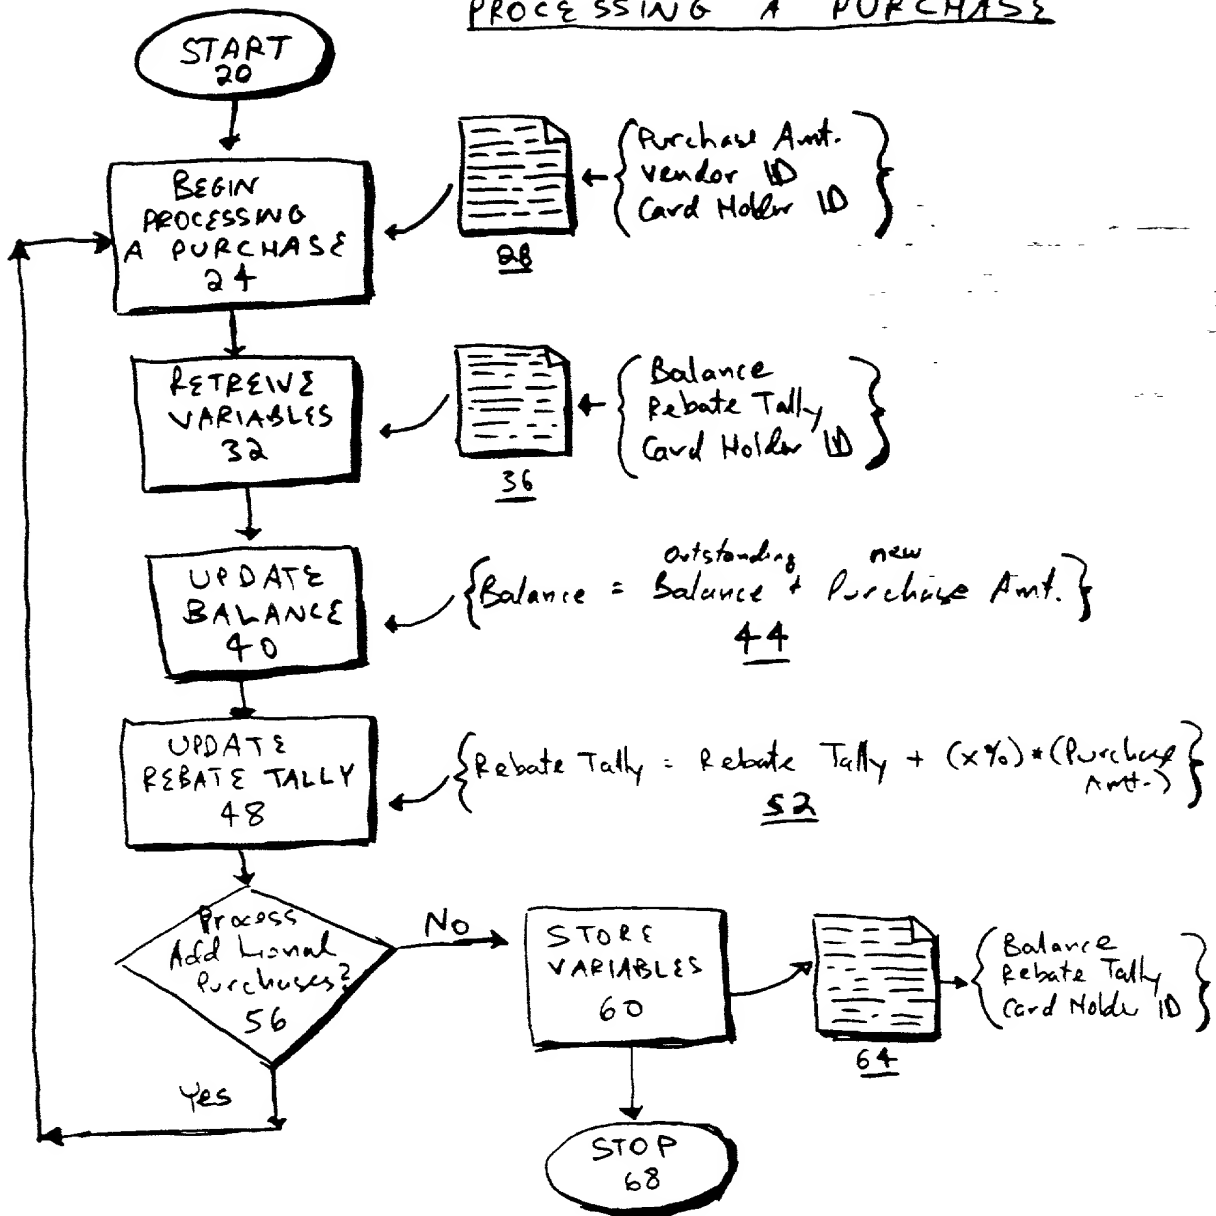 PROCESSING A PURCHASE
START
20
BEGIN
PROCESSING
A PURCHASE
24
28
Purchase Amt.
Vendor ID
Card Holder ID
RETREIVE
VARIABLES
32
36
Balance
Rebate Tally
Card Holder ID
UPDATE
BALANCE
40
outstanding new
Balance = Balance + Purchase Amt.
44
UPDATE
REBATE TALLY
48
Rebate Tally = Rebate Tally + (x%)*(Purchase
Amt.)
52
Process
Additional
Purchases?
56
No
Yes
STORE
VARIABLES
60
64
Balance
Rebate Tally
Card Holder ID
STOP
68